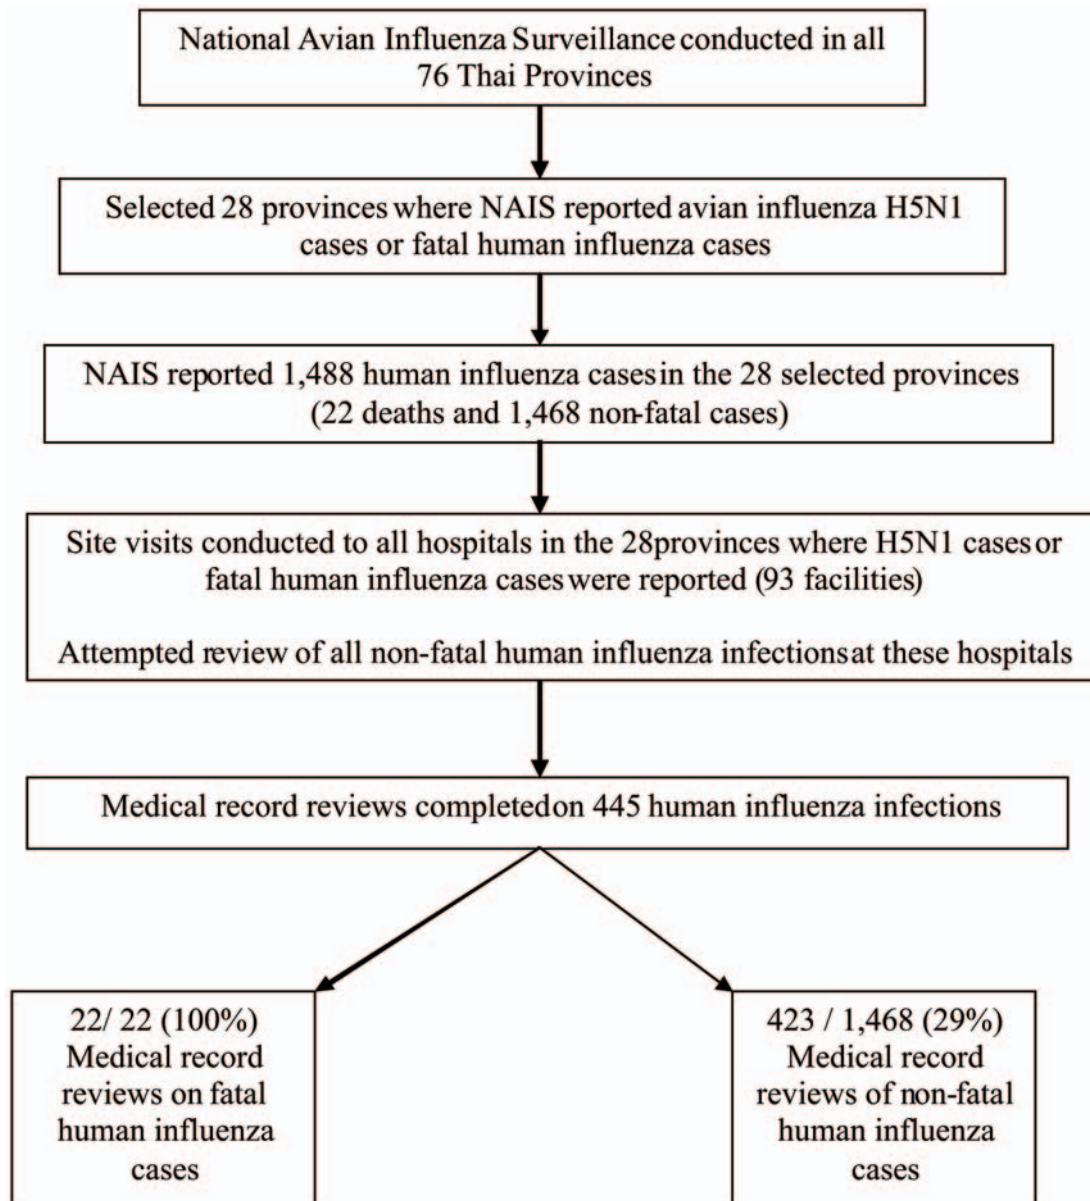 National Avian Influenza Surveillance conducted in all
76 Thai Provinces
Selected 28 provinces where NAIS reported avian influenza H5N1
cases or fatal human influenza cases
NAIS reported 1,488 human influenza cases in the 28 selected provinces
(22 deaths and 1,468 non-fatal cases)
Site visits conducted to all hospitals in the 28provinces where H5N1 cases or
fatal human influenza cases were reported (93 facilities)
Attempted review of all non-fatal human influenza infections at these hospitals
Medical record reviews completed on 445 human influenza infections
22/ 22 (100%)
Medical record
reviews on fatal
human influenza
cases
423 / 1,468 (29%)
Medical record
reviews of non-fatal
human influenza
cases